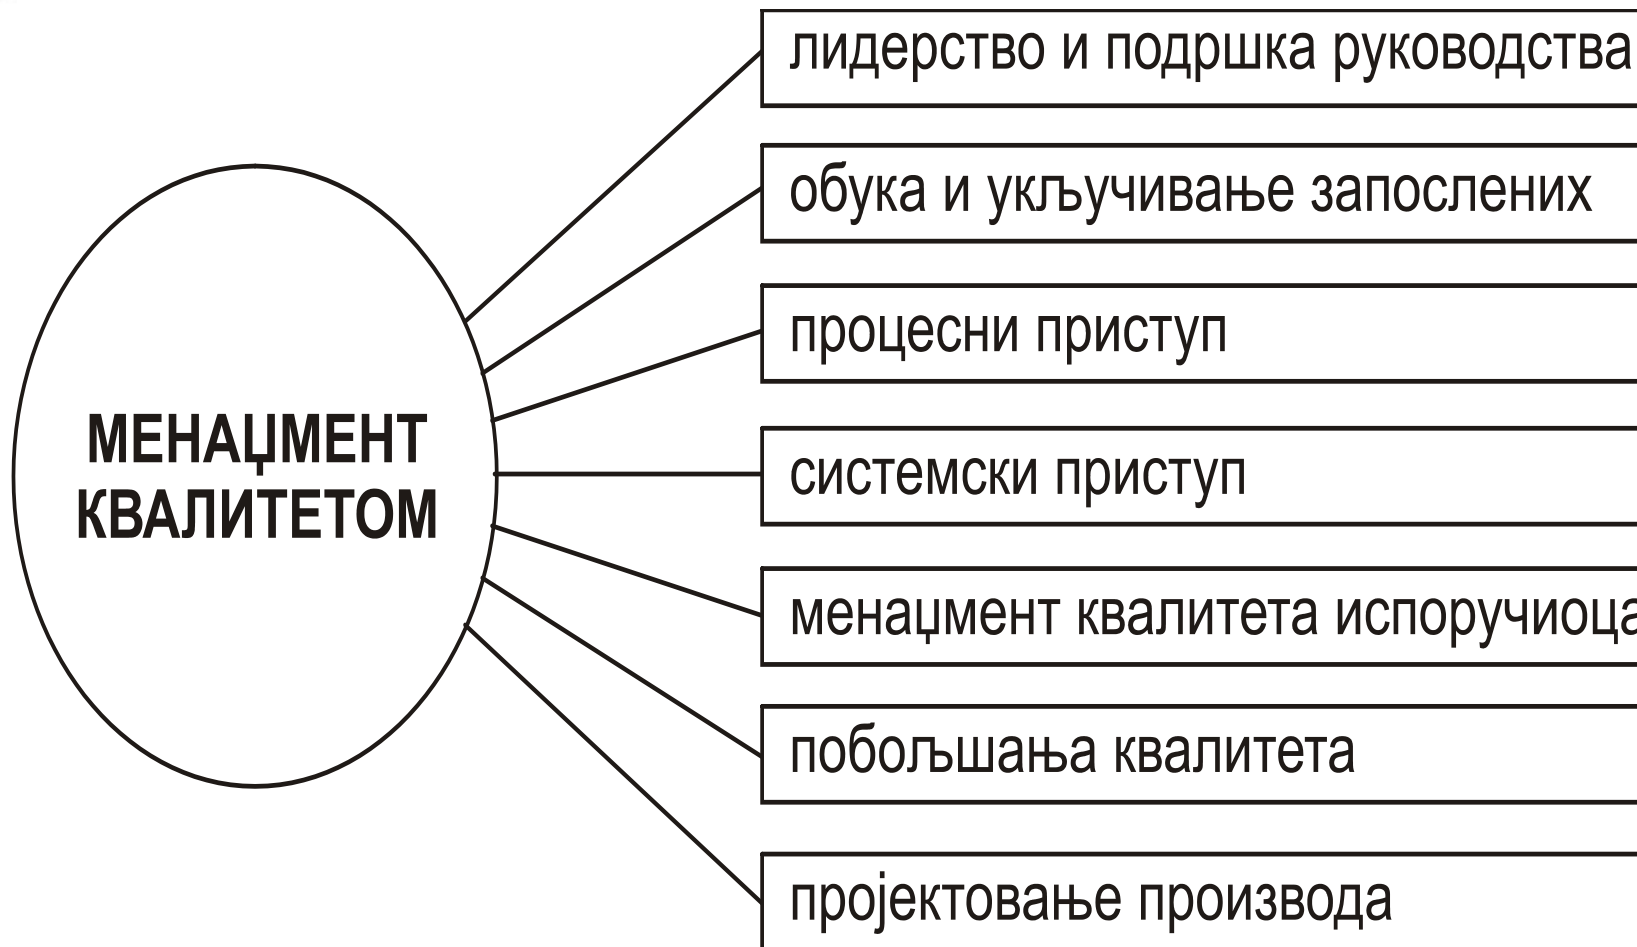 лидерство и подршка руководства
обука и укључивање запослених
процесни приступ
МЕНАЏМЕНТ
КВАЛИТЕТОМ
системски приступ
менаџмент квалитета испоручиоца
побољшања квалитета
пројектовање производа